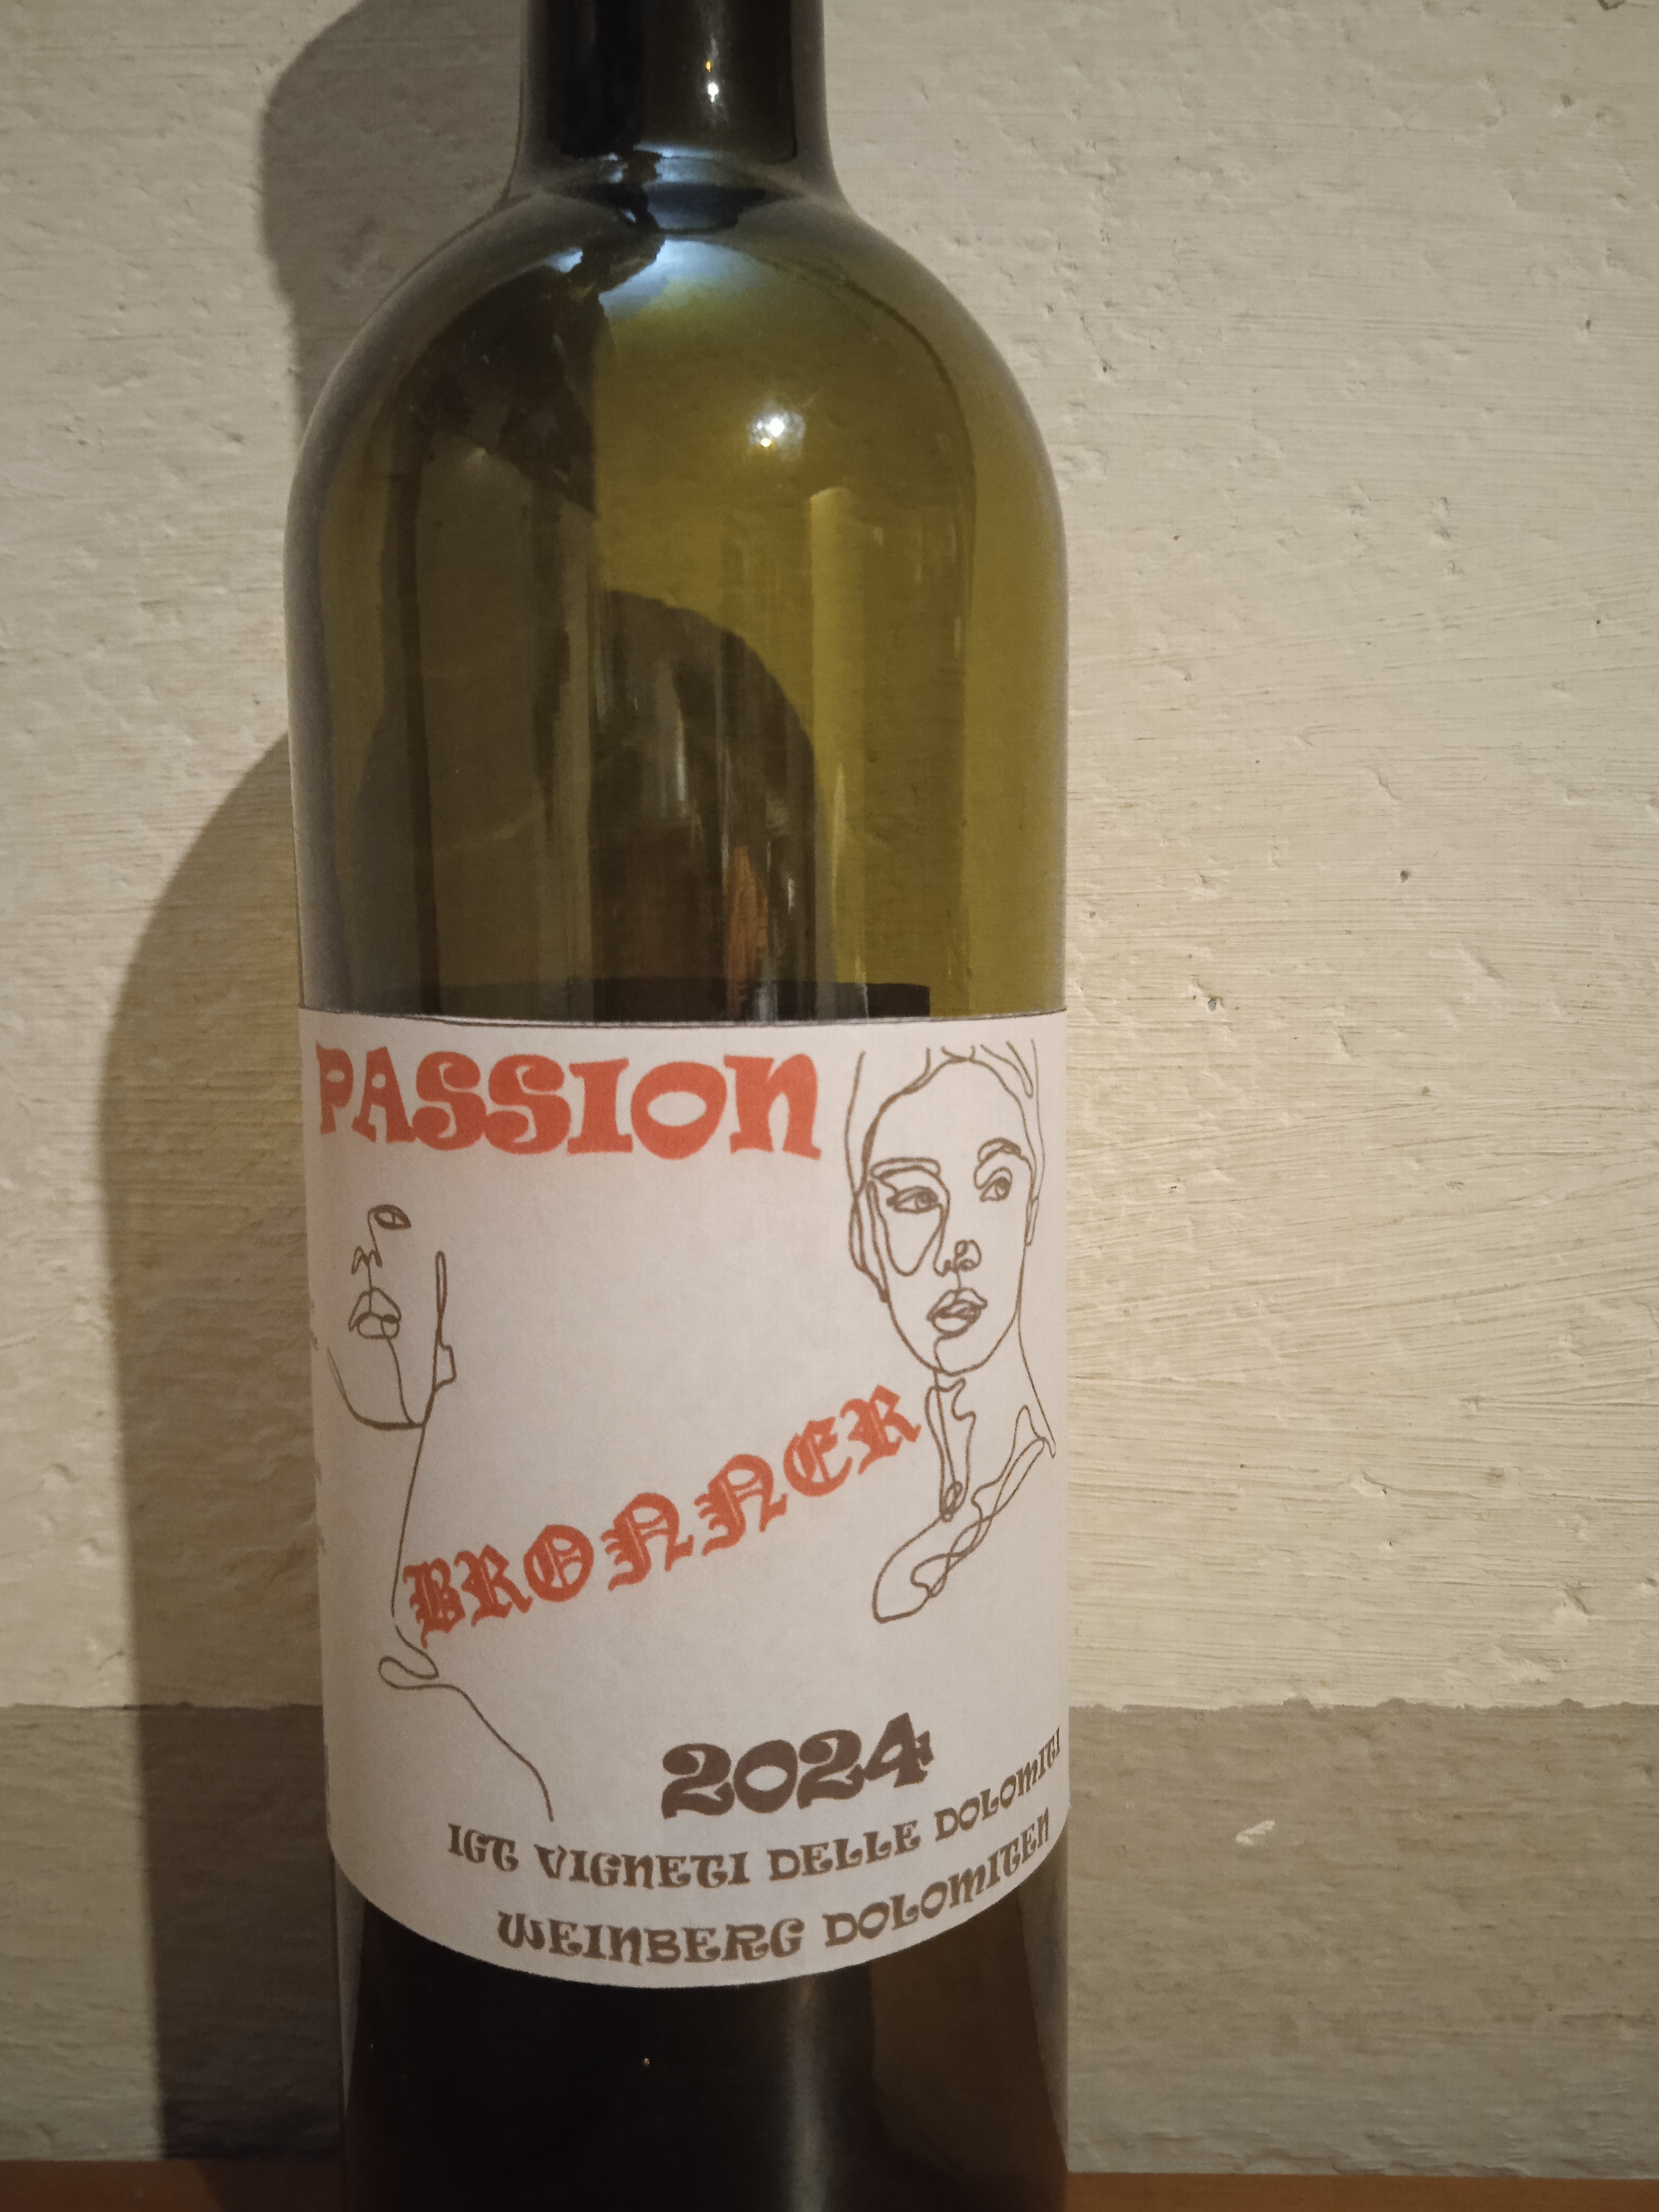 PASSION
BRONNER
2024
IGT VIGNETI DELLE DOLOMITI
WEINBERG DOLOMITEN